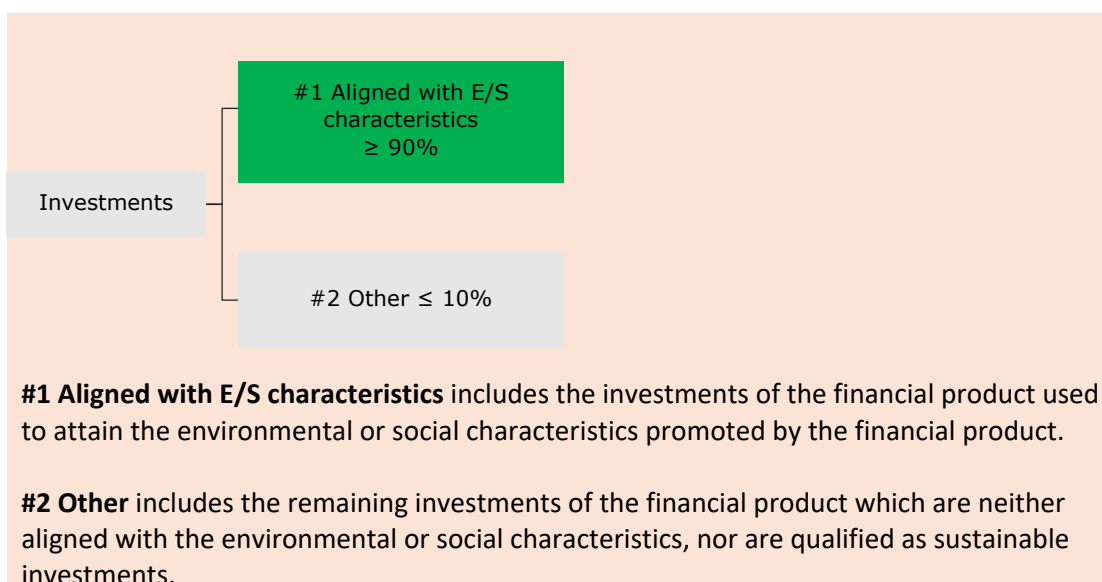 #1 Aligned with E/S
characteristics
≥ 90%
Investments
#2 Other ≤ 10%
#1 Aligned with E/S characteristics includes the investments of the financial product used
to attain the environmental or social characteristics promoted by the financial product.
#2 Other includes the remaining investments of the financial product which are neither
aligned with the environmental or social characteristics, nor are qualified as sustainable
investments.